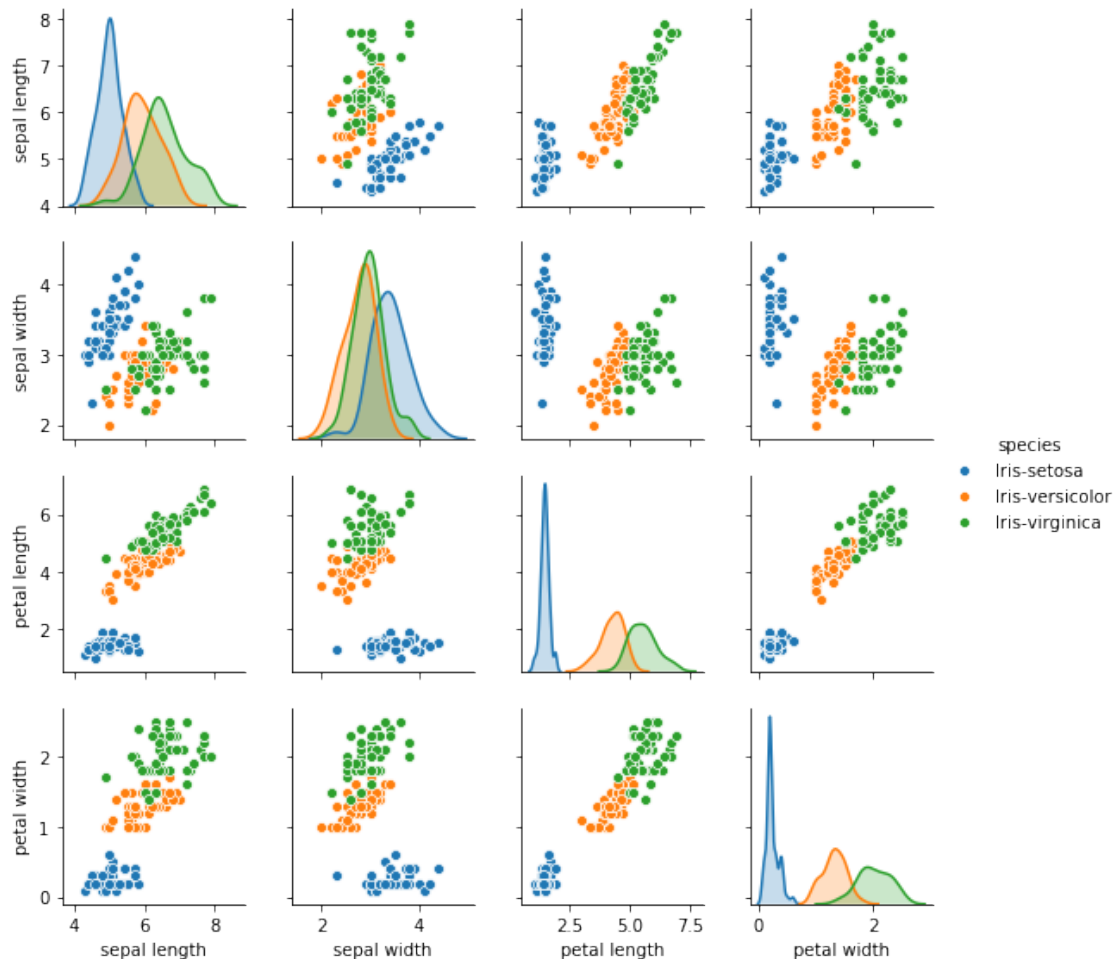 8
7
6
5
4
sepal length
4
3
2
sepal width
species
Iris-setosa
Iris-versicolor
Iris-virginica
6
4
2
petal length
2
1
0
petal width
4 6 8
2 4
2.5 5.0 7.5
0 2
sepal length sepal width petal length petal width